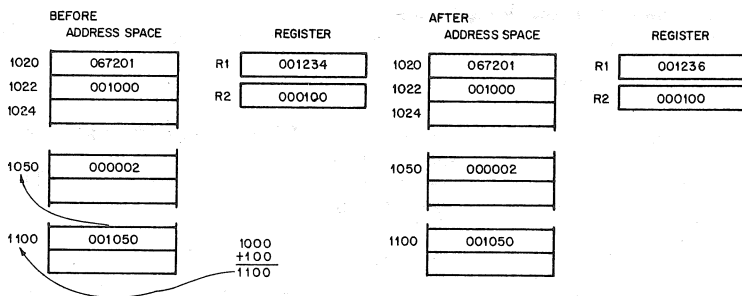 BEFORE
ADDRESS SPACE
REGISTER
1020 067201
1022 001000
1024
R1 001234
R2 000100
1050 000002
1100 001050
1000
+100
1100
AFTER
ADDRESS SPACE
REGISTER
1020 067201
1022 001000
1024
R1 001236
R2 000100
1050 000002
1100 001050